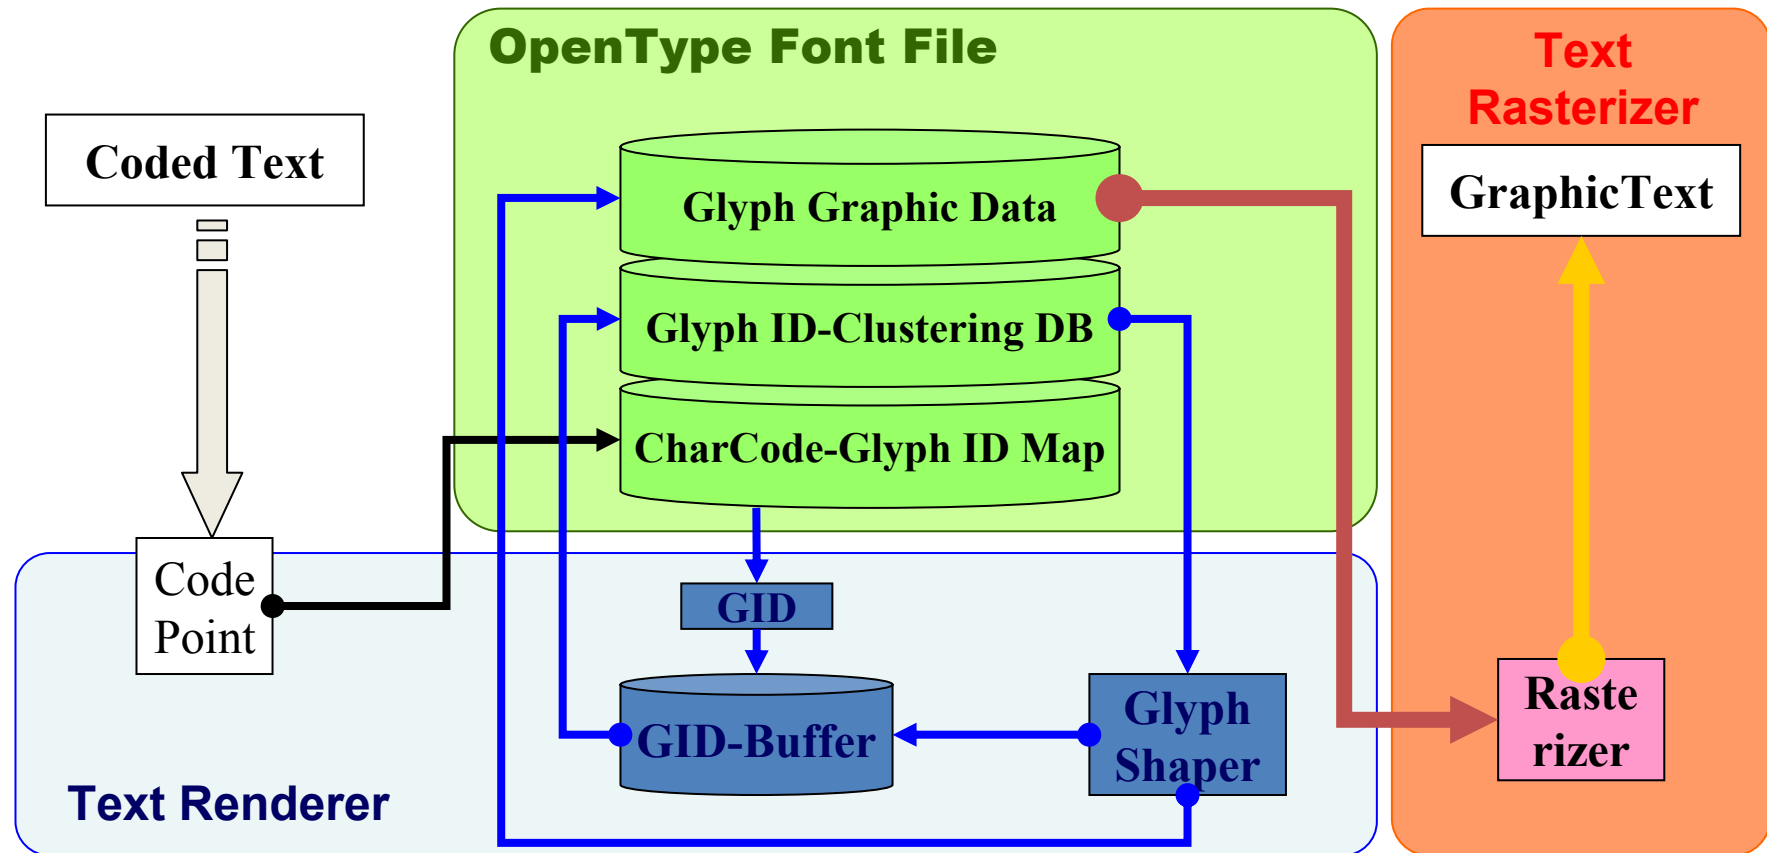 OpenType Font File
Text
Rasterizer
Coded Text
Glyph Graphic Data
GraphicText
Glyph ID-Clustering DB
CharCode-Glyph ID Map
Code
Point
GID
GID-Buffer
Glyph
Shaper
Raste
rizer
Text Renderer